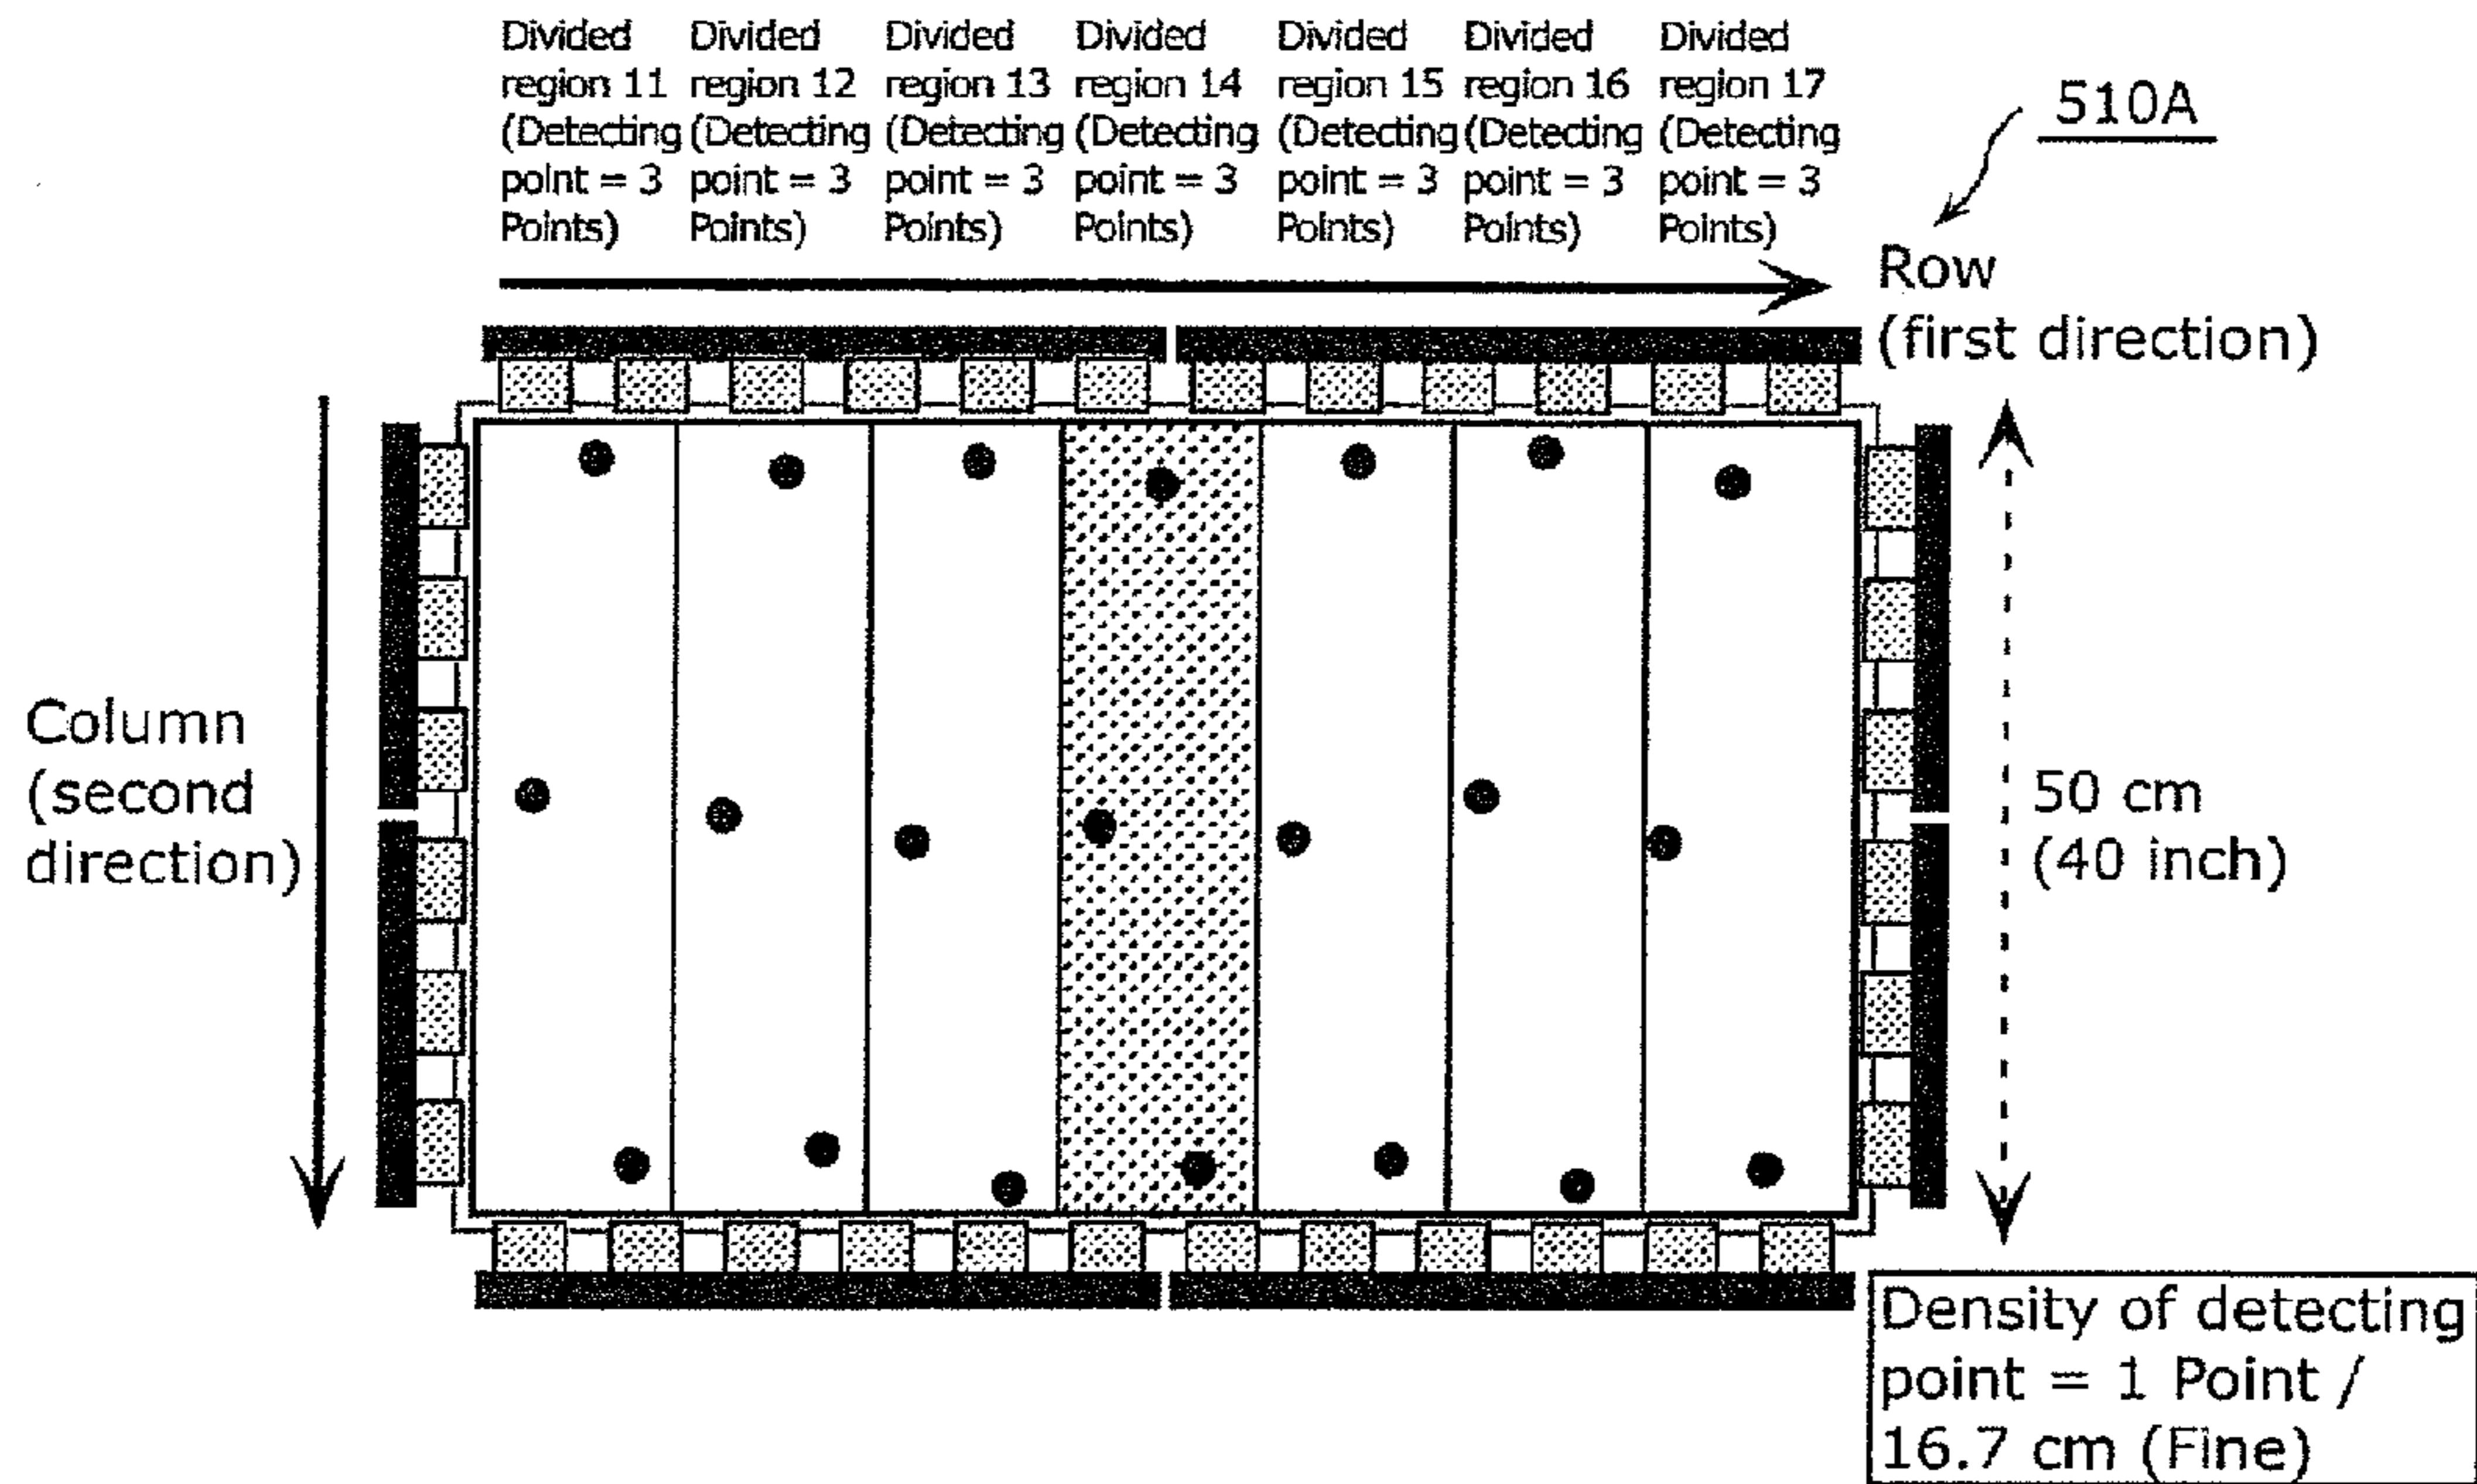 Divided region 11 (Detecting point = 3 Points)
Divided region 12 (Detecting point = 3 Points)
Divided region 13 (Detecting point = 3 Points)
Divided region 14 (Detecting point = 3 Points)
Divided region 15 (Detecting point = 3 Points)
Divided region 16 (Detecting point = 3 Points)
Divided region 17 (Detecting point = 3 Points)
510A
Row
(first direction)
Column
(second
direction)
50 cm
(40 inch)
Density of detecting
point = 1 Point /
16.7 cm (Fine)